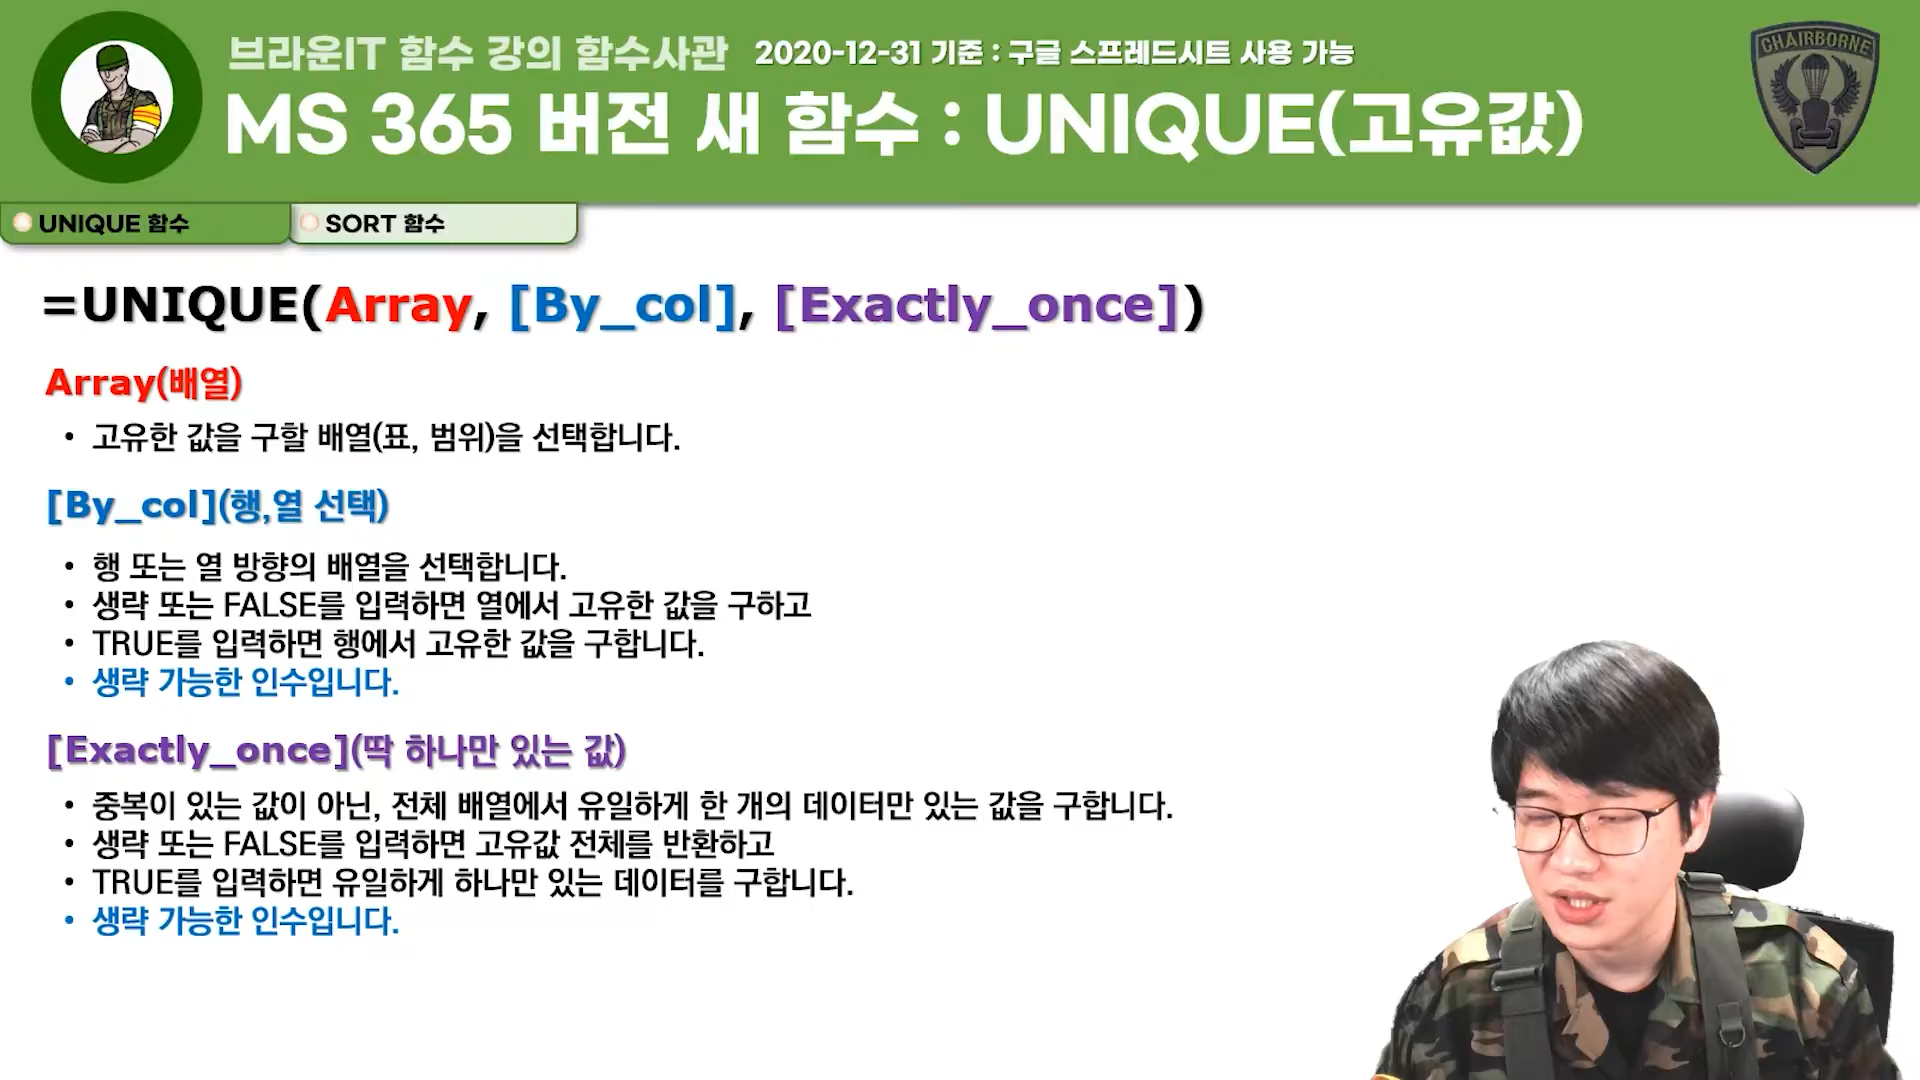 브라운IT 함수 강의 함수사관 2020-12-31 기준 : 구글 스프레드시트 사용 가능
MS 365 버전 새 함수 : UNIQUE(고유값)
CHAIRBORNE
UNIQUE 함수
SORT 함수
=UNIQUE(Array, [By_col], [Exactly_once])
Array(배열)
• 고유한 값을 구할 배열(표, 범위)을 선택합니다.
[By_col](행,열 선택)
• 행 또는 열 방향의 배열을 선택합니다.
• 생략 또는 FALSE를 입력하면 열에서 고유한 값을 구하고
• TRUE를 입력하면 행에서 고유한 값을 구합니다.
• 생략 가능한 인수입니다.
[Exactly_once](딱 하나만 있는 값)
• 중복이 있는 값이 아닌, 전체 배열에서 유일하게 한 개의 데이터만 있는 값을 구합니다.
• 생략 또는 FALSE를 입력하면 고유값 전체를 반환하고
• TRUE를 입력하면 유일하게 하나만 있는 데이터를 구합니다.
• 생략 가능한 인수입니다.